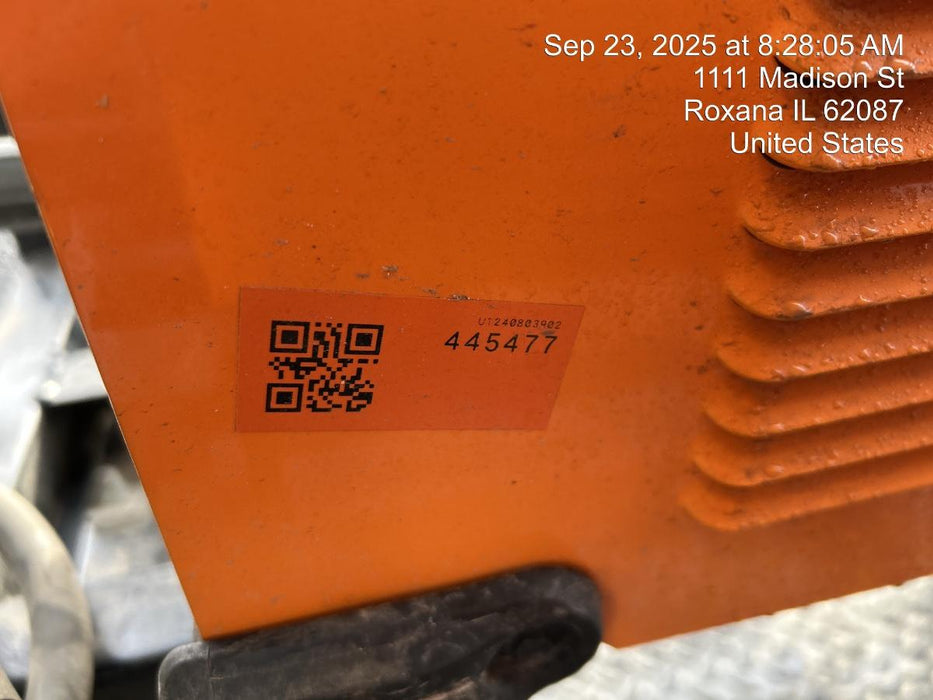 Sep 23, 2025 at 8:28:05 AM
1111 Madison St
Roxana IL 62087
United States
UT240803902
445477